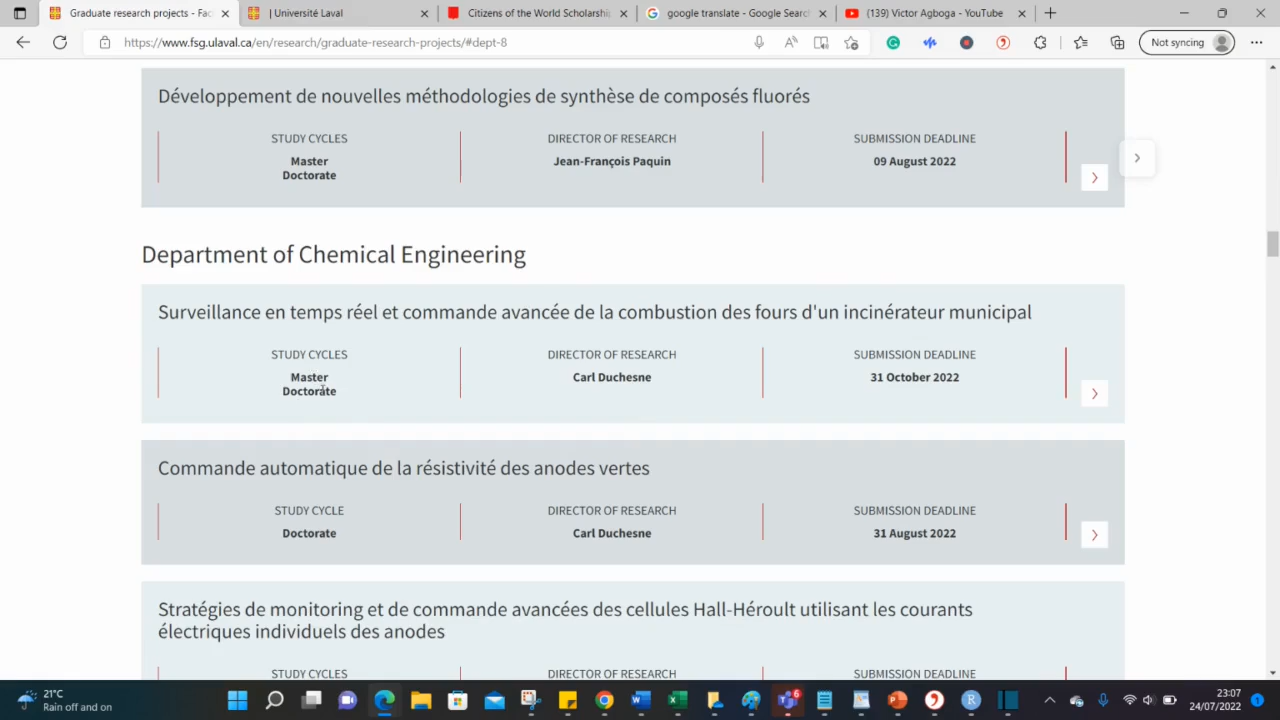 Graduate research projects - Fac
| Université Laval
Citizens of the World Scholarship
google translate - Google Search
(139) Victor Agboga - YouTube
https://www.fsg.ulaval.ca/en/research/graduate-research-projects/#dept-8
Not syncing
Développement de nouvelles méthodologies de synthèse de composés fluorés
STUDY CYCLES
DIRECTOR OF RESEARCH
SUBMISSION DEADLINE
Master
Jean-François Paquin
09 August 2022
Doctorate
Department of Chemical Engineering
Surveillance en temps réel et commande avancée de la combustion des fours d'un incinérateur municipal
STUDY CYCLES
DIRECTOR OF RESEARCH
SUBMISSION DEADLINE
Master
Carl Duchesne
31 October 2022
Doctorate
Commande automatique de la résistivité des anodes vertes
STUDY CYCLE
DIRECTOR OF RESEARCH
SUBMISSION DEADLINE
Doctorate
Carl Duchesne
31 August 2022
Stratégies de monitoring et de commande avancées des cellules Hall-Héroult utilisant les courants
électriques individuels des anodes
STUDY CYCLES
DIRECTOR OF RESEARCH
SUBMISSION DEADLINE
21°C
Rain off and on
6
23:07
24/07/2022
1